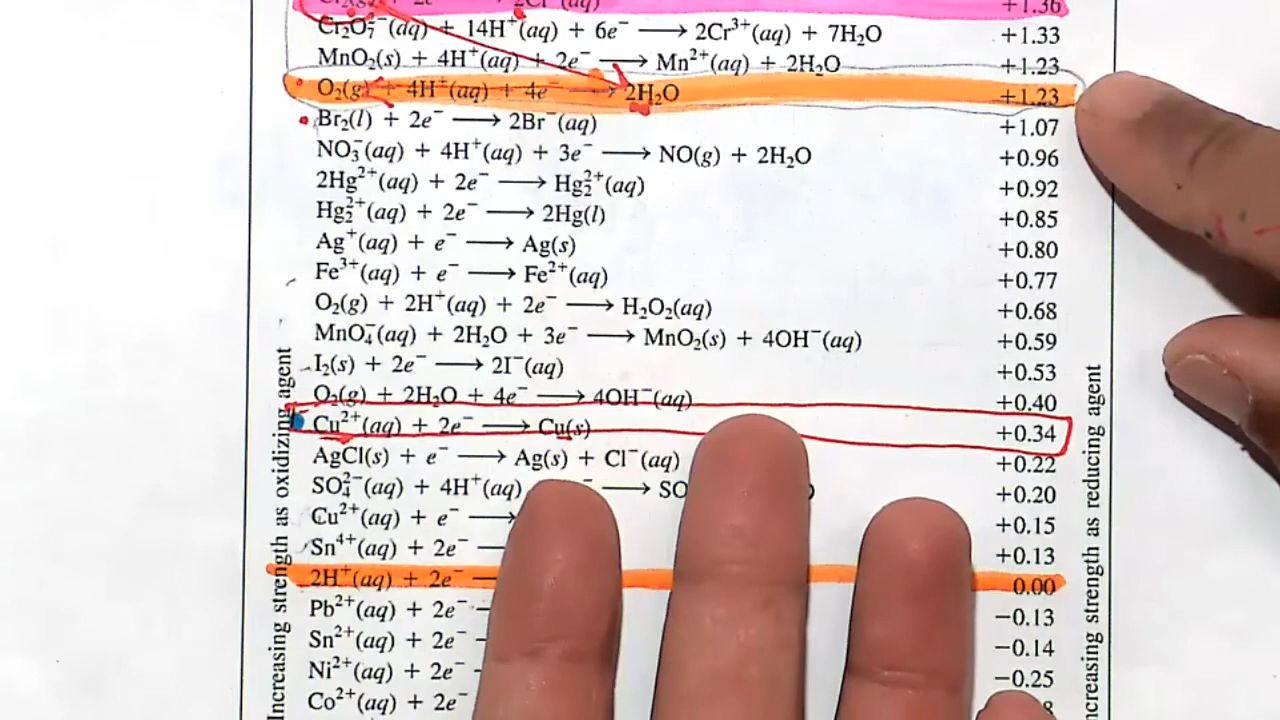 +1.36
Cr₂O₇²⁻(aq) + 14H⁺(aq) + 6e⁻ ⟶ 2Cr³⁺(aq) + 7H₂O +1.33
MnO₂(s) + 4H⁺(aq) + 2e⁻ ⟶ Mn²⁺(aq) + 2H₂O +1.23
O₂(g) + 4H⁺(aq) + 4e⁻ ⟶ 2H₂O +1.23
Br₂(l) + 2e⁻ ⟶ 2Br⁻(aq) +1.07
NO₃⁻(aq) + 4H⁺(aq) + 3e⁻ ⟶ NO(g) + 2H₂O +0.96
2Hg²⁺(aq) + 2e⁻ ⟶ Hg₂²⁺(aq) +0.92
Hg₂²⁺(aq) + 2e⁻ ⟶ 2Hg(l) +0.85
Ag⁺(aq) + e⁻ ⟶ Ag(s) +0.80
Fe³⁺(aq) + e⁻ ⟶ Fe²⁺(aq) +0.77
O₂(g) + 2H⁺(aq) + 2e⁻ ⟶ H₂O₂(aq) +0.68
MnO₄⁻(aq) + 2H₂O + 3e⁻ ⟶ MnO₂(s) + 4OH⁻(aq) +0.59
I₂(s) + 2e⁻ ⟶ 2I⁻(aq) +0.53
O₂(g) + 2H₂O + 4e⁻ ⟶ 4OH⁻(aq) +0.40
Cu²⁺(aq) + 2e⁻ ⟶ Cu(s) +0.34
AgCl(s) + e⁻ ⟶ Ag(s) + Cl⁻(aq) +0.22
SO₄²⁻(aq) + 4H⁺(aq) ⟶ SO +0.20
Cu²⁺(aq) + e⁻ ⟶ +0.15
Sn⁴⁺(aq) + 2e⁻ +0.13
2H⁺(aq) + 2e⁻ 0.00
Pb²⁺(aq) + 2e⁻ −0.13
Sn²⁺(aq) + 2e⁻ −0.14
Ni²⁺(aq) + 2e⁻ −0.25
Co²⁺(aq) + 2e⁻ 8
Increasing strength as oxidizing agent
ncreasing strength as reducing agent